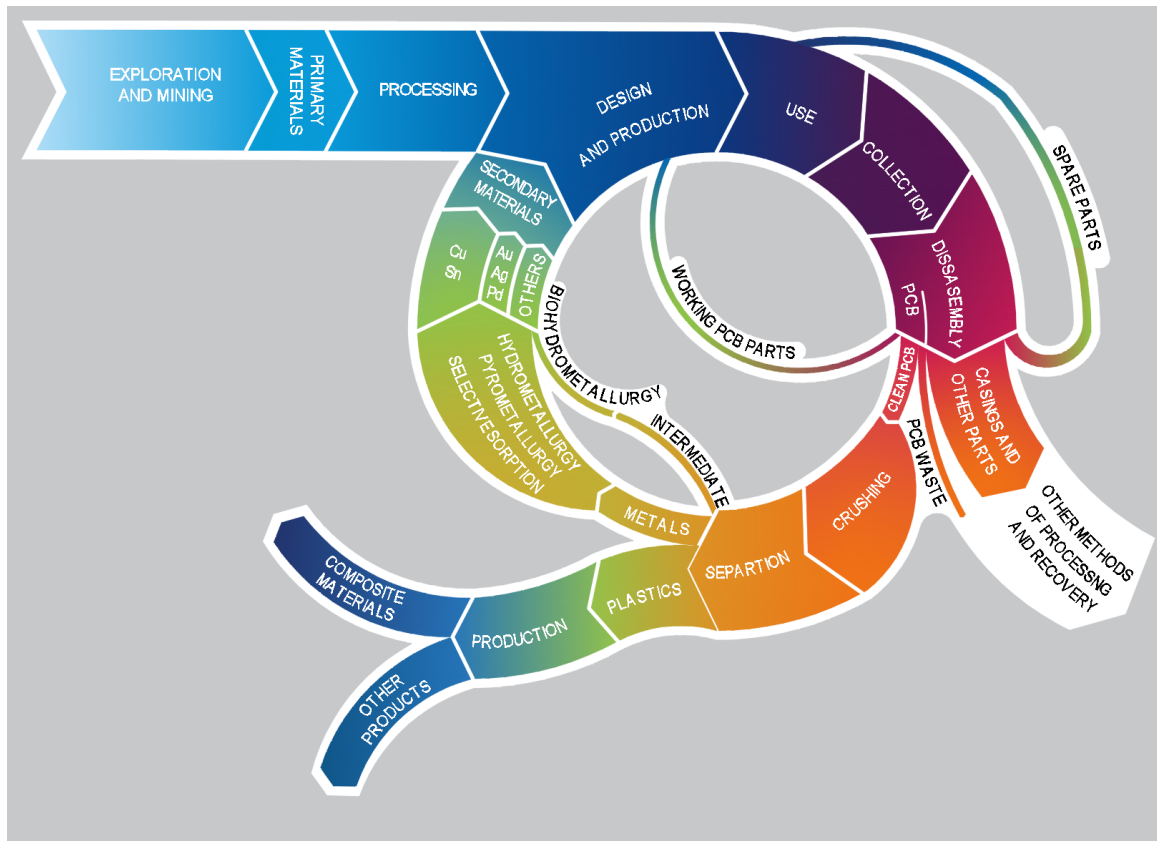 EXPLORATION
AND MINING
PRIMARY
MATERIALS
PROCESSING
DESIGN
AND PRODUCTION
USE
COLLECTION
SPARE PARTS
DISSASEMBLY
PCB
WORKING PCB PARTS
SECONDARY
MATERIALS
Cu
Sn
Au
Ag
Pd
OTHERS
BIOHYDROMETALLURGY
HYDROMETALLURGY
PYROMETALLURGY
SELECTIVESORPTION
INTERMEDIATE
CLEAN PCB
PCB WASTE
CASINGS AND
OTHER PARTS
OTHER METHODS
OF PROCESSNG
AND RECOVERY
CRUSHING
SEPARTION
METALS
PLASTICS
PRODUCTION
COMPOSITE
MATERIALS
OTHER
PRODUCTS